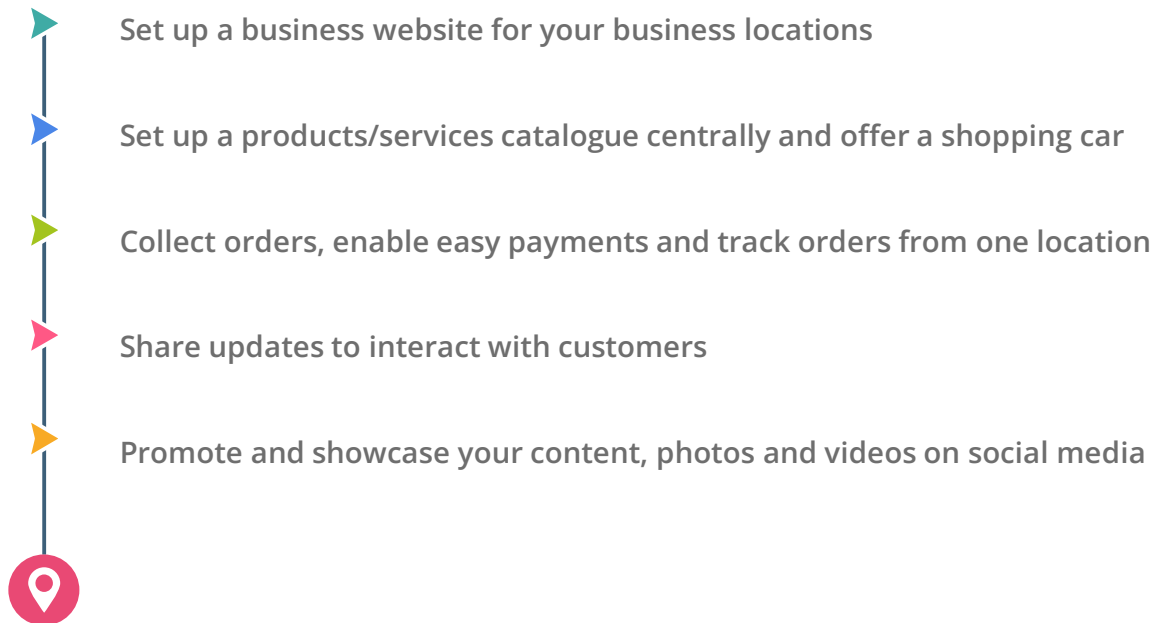 Set up a business website for your business locations
Set up a products/services catalogue centrally and offer a shopping car
Collect orders, enable easy payments and track orders from one location
Share updates to interact with customers
Promote and showcase your content, photos and videos on social media